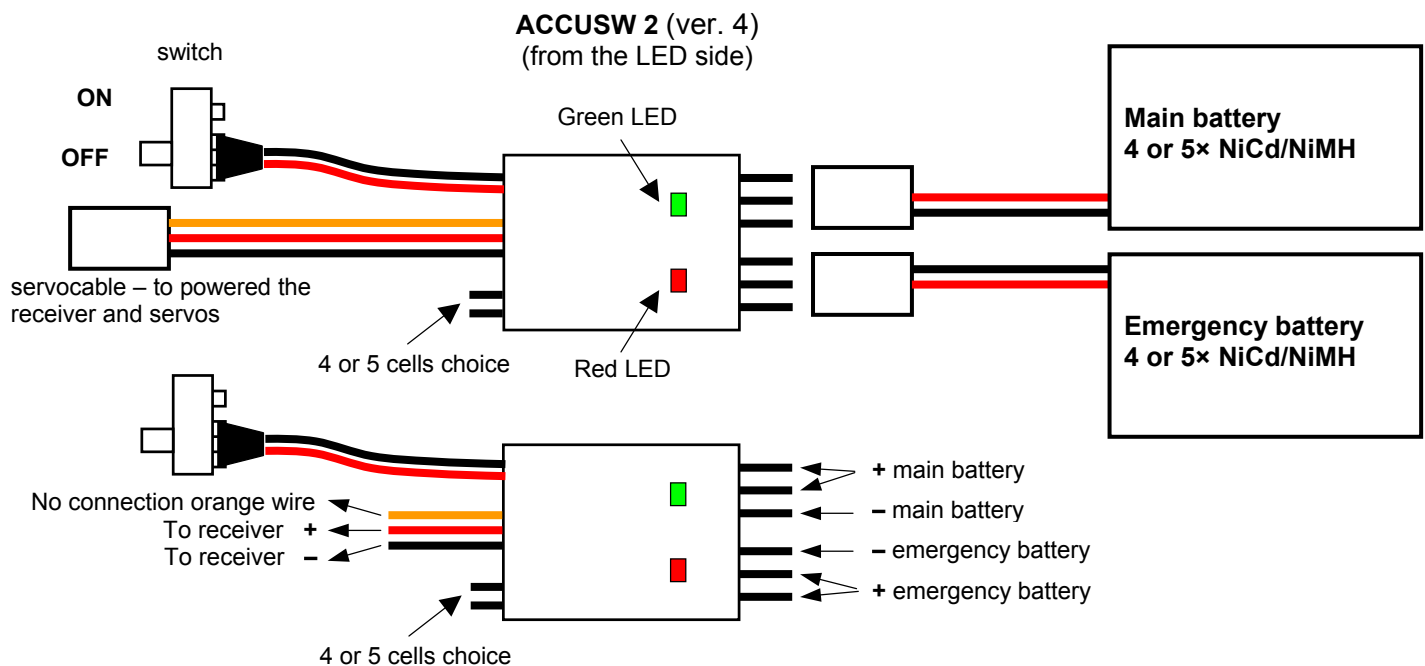 ACCUSW 2 (ver. 4)
(from the LED side)
switch
ON
OFF
Green LED
Main battery
4 or 5× NiCd/NiMH
servocable – to powered the
receiver and servos
4 or 5 cells choice
Red LED
Emergency battery
4 or 5× NiCd/NiMH
No connection orange wire
To receiver +
To receiver –
4 or 5 cells choice
+ main battery
– main battery
– emergency battery
+ emergency battery